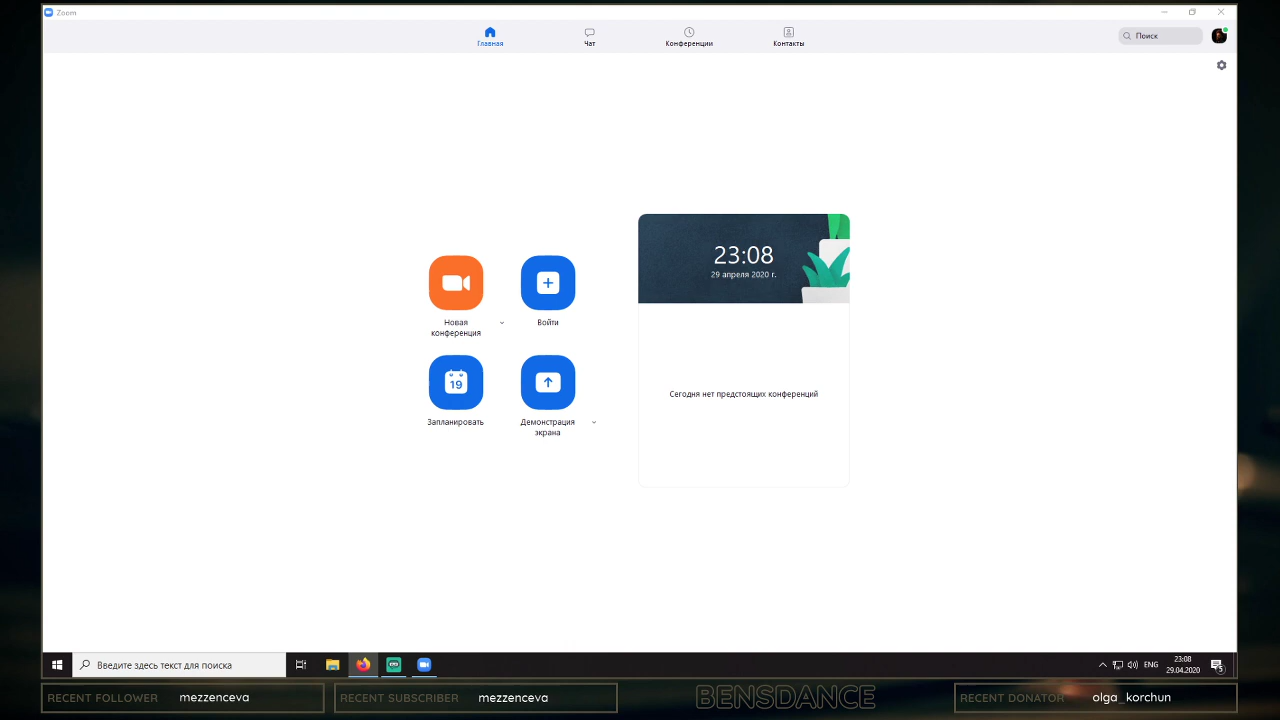 Zoom
Главная
Чат
Конференции
Контакты
Поиск
23:08
29 апреля 2020 г.
Новая
конференция
Войти
19
Запланировать
Демонстрация
экрана
Сегодня нет предстоящих конференций
Введите здесь текст для поиска
ENG
23:08
29.04.2020
5
RECENT FOLLOWER mezzenceva
RECENT SUBSCRIBER mezzenceva
BENSDANCE
RECENT DONATOR olga_korchun